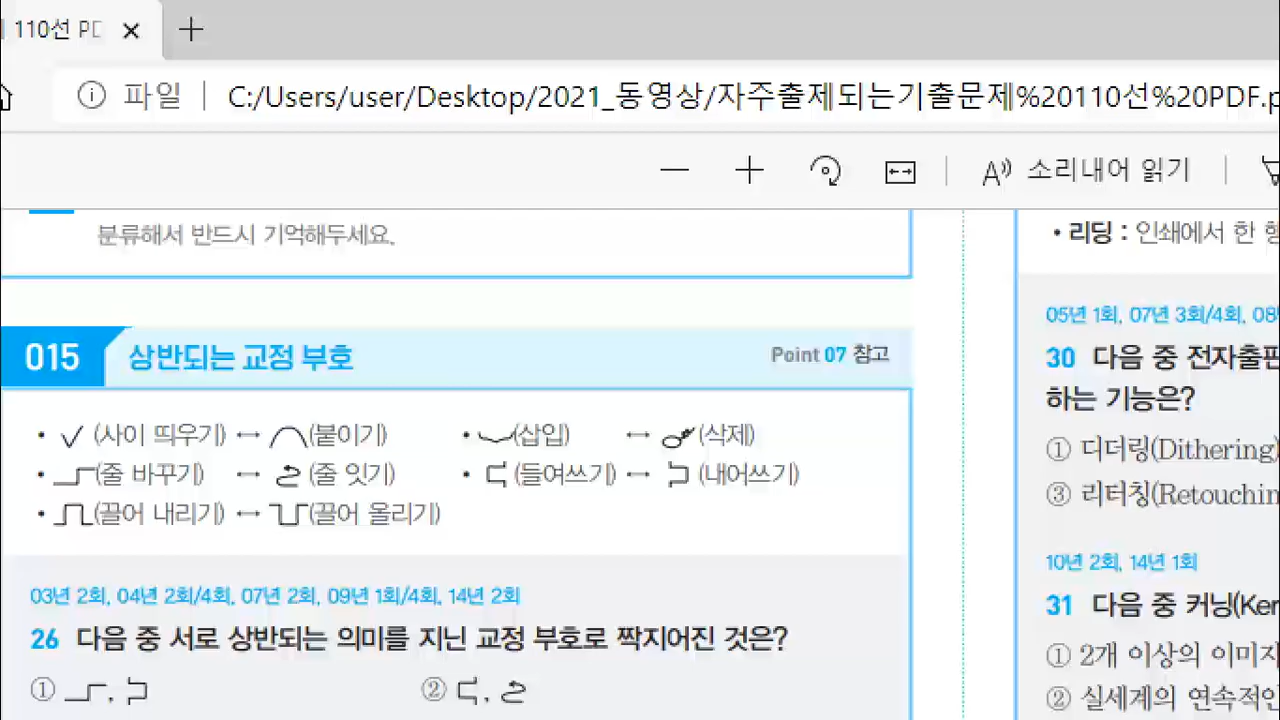 110선 PD
파일 C:/Users/user/Desktop/2021_동영상/자주출제되는기출문제%20110선%20PDF.p
소리내어 읽기
분류해서 반드시 기억해두세요.
015 상반되는 교정 부호 Point 07 참고
• (사이 띄우기) ↔ (붙이기) • (삽입) ↔ (삭제)
• (줄 바꾸기) ↔ (줄 잇기) • (들여쓰기) ↔ (내어쓰기)
• (끌어 내리기) ↔ (끌어 올리기)
03년 2회, 04년 2회/4회, 07년 2회, 09년 1회/4회, 14년 2회
26 다음 중 서로 상반되는 의미를 지닌 교정 부호로 짝지어진 것은?
① , ② ,
• 리딩 : 인쇄에서 한 행
05년 1회, 07년 3회/4회, 08
30 다음 중 전자출판
하는 기능은?
① 디더링(Dithering)
③ 리터칭(Retouchin
10년 2회, 14년 1회
31 다음 중 커닝(Ker
① 2개 이상의 이미지
② 실세계의 연속적인